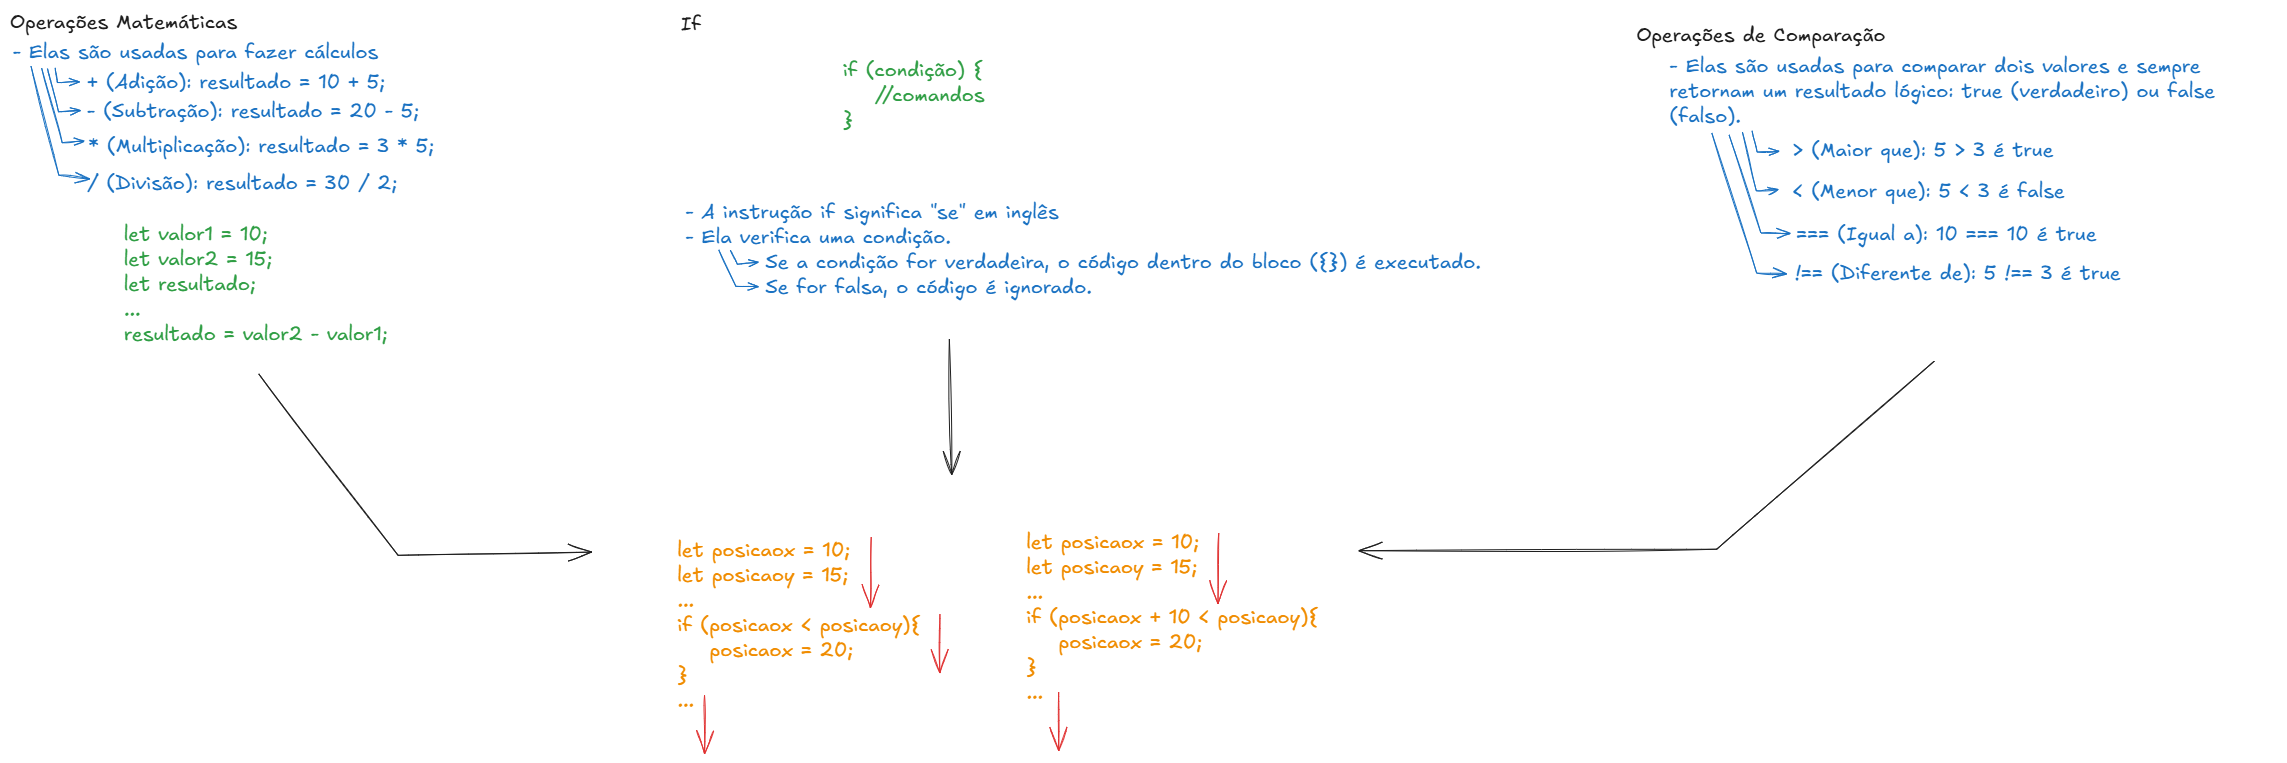 Operações Matemáticas
- Elas são usadas para fazer cálculos
+ (Adição): resultado = 10 + 5;
- (Subtração): resultado = 20 - 5;
* (Multiplicação): resultado = 3 * 5;
/ (Divisão): resultado = 30 / 2;
let valor1 = 10;
let valor2 = 15;
let resultado;
...
resultado = valor2 - valor1;
If
if (condição) {
//comandos
}
- A instrução if significa "se" em inglês
- Ela verifica uma condição.
Se a condição for verdadeira, o código dentro do bloco ({}) é executado.
Se for falsa, o código é ignorado.
Operações de Comparação
- Elas são usadas para comparar dois valores e sempre
retornam um resultado lógico: true (verdadeiro) ou false
(falso).
> (Maior que): 5 > 3 é true
< (Menor que): 5 < 3 é false
=== (Igual a): 10 === 10 é true
!== (Diferente de): 5 !== 3 é true
let posicaox = 10;
let posicaoy = 15;
...
if (posicaox < posicaoy){
posicaox = 20;
}
...
let posicaox = 10;
let posicaoy = 15;
...
if (posicaox + 10 < posicaoy){
posicaox = 20;
}
...